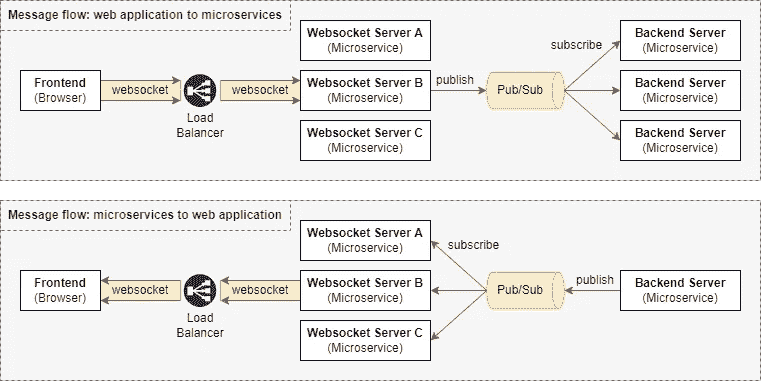 Message flow: web application to microservices
Websocket Server A
(Microservice)
subscribe
Backend Server
(Microservice)
Frontend
(Browser)
websocket
Load
Balancer
websocket
Websocket Server B
(Microservice)
publish
Pub/Sub
Backend Server
(Microservice)
Websocket Server C
(Microservice)
Backend Server
(Microservice)
Message flow: microservices to web application
Websocket Server A
(Microservice)
subscribe
Frontend
(Browser)
websocket
Load
Balancer
websocket
Websocket Server B
(Microservice)
Pub/Sub
publish
Backend Server
(Microservice)
Websocket Server C
(Microservice)